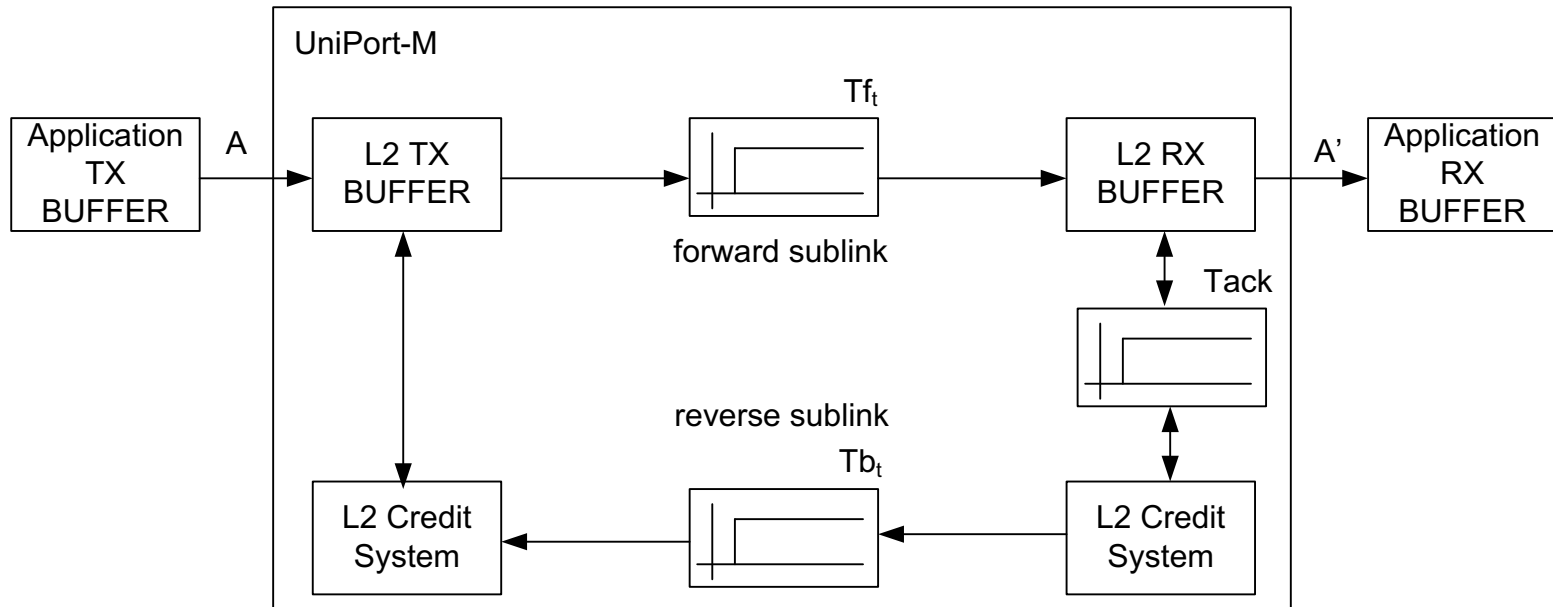 UniPort-M
Application
TX
BUFFER
A
L2 TX
BUFFER
Tfₜ
forward sublink
L2 RX
BUFFER
A’
Application
RX
BUFFER
Tack
reverse sublink
Tbₜ
L2 Credit
System
L2 Credit
System